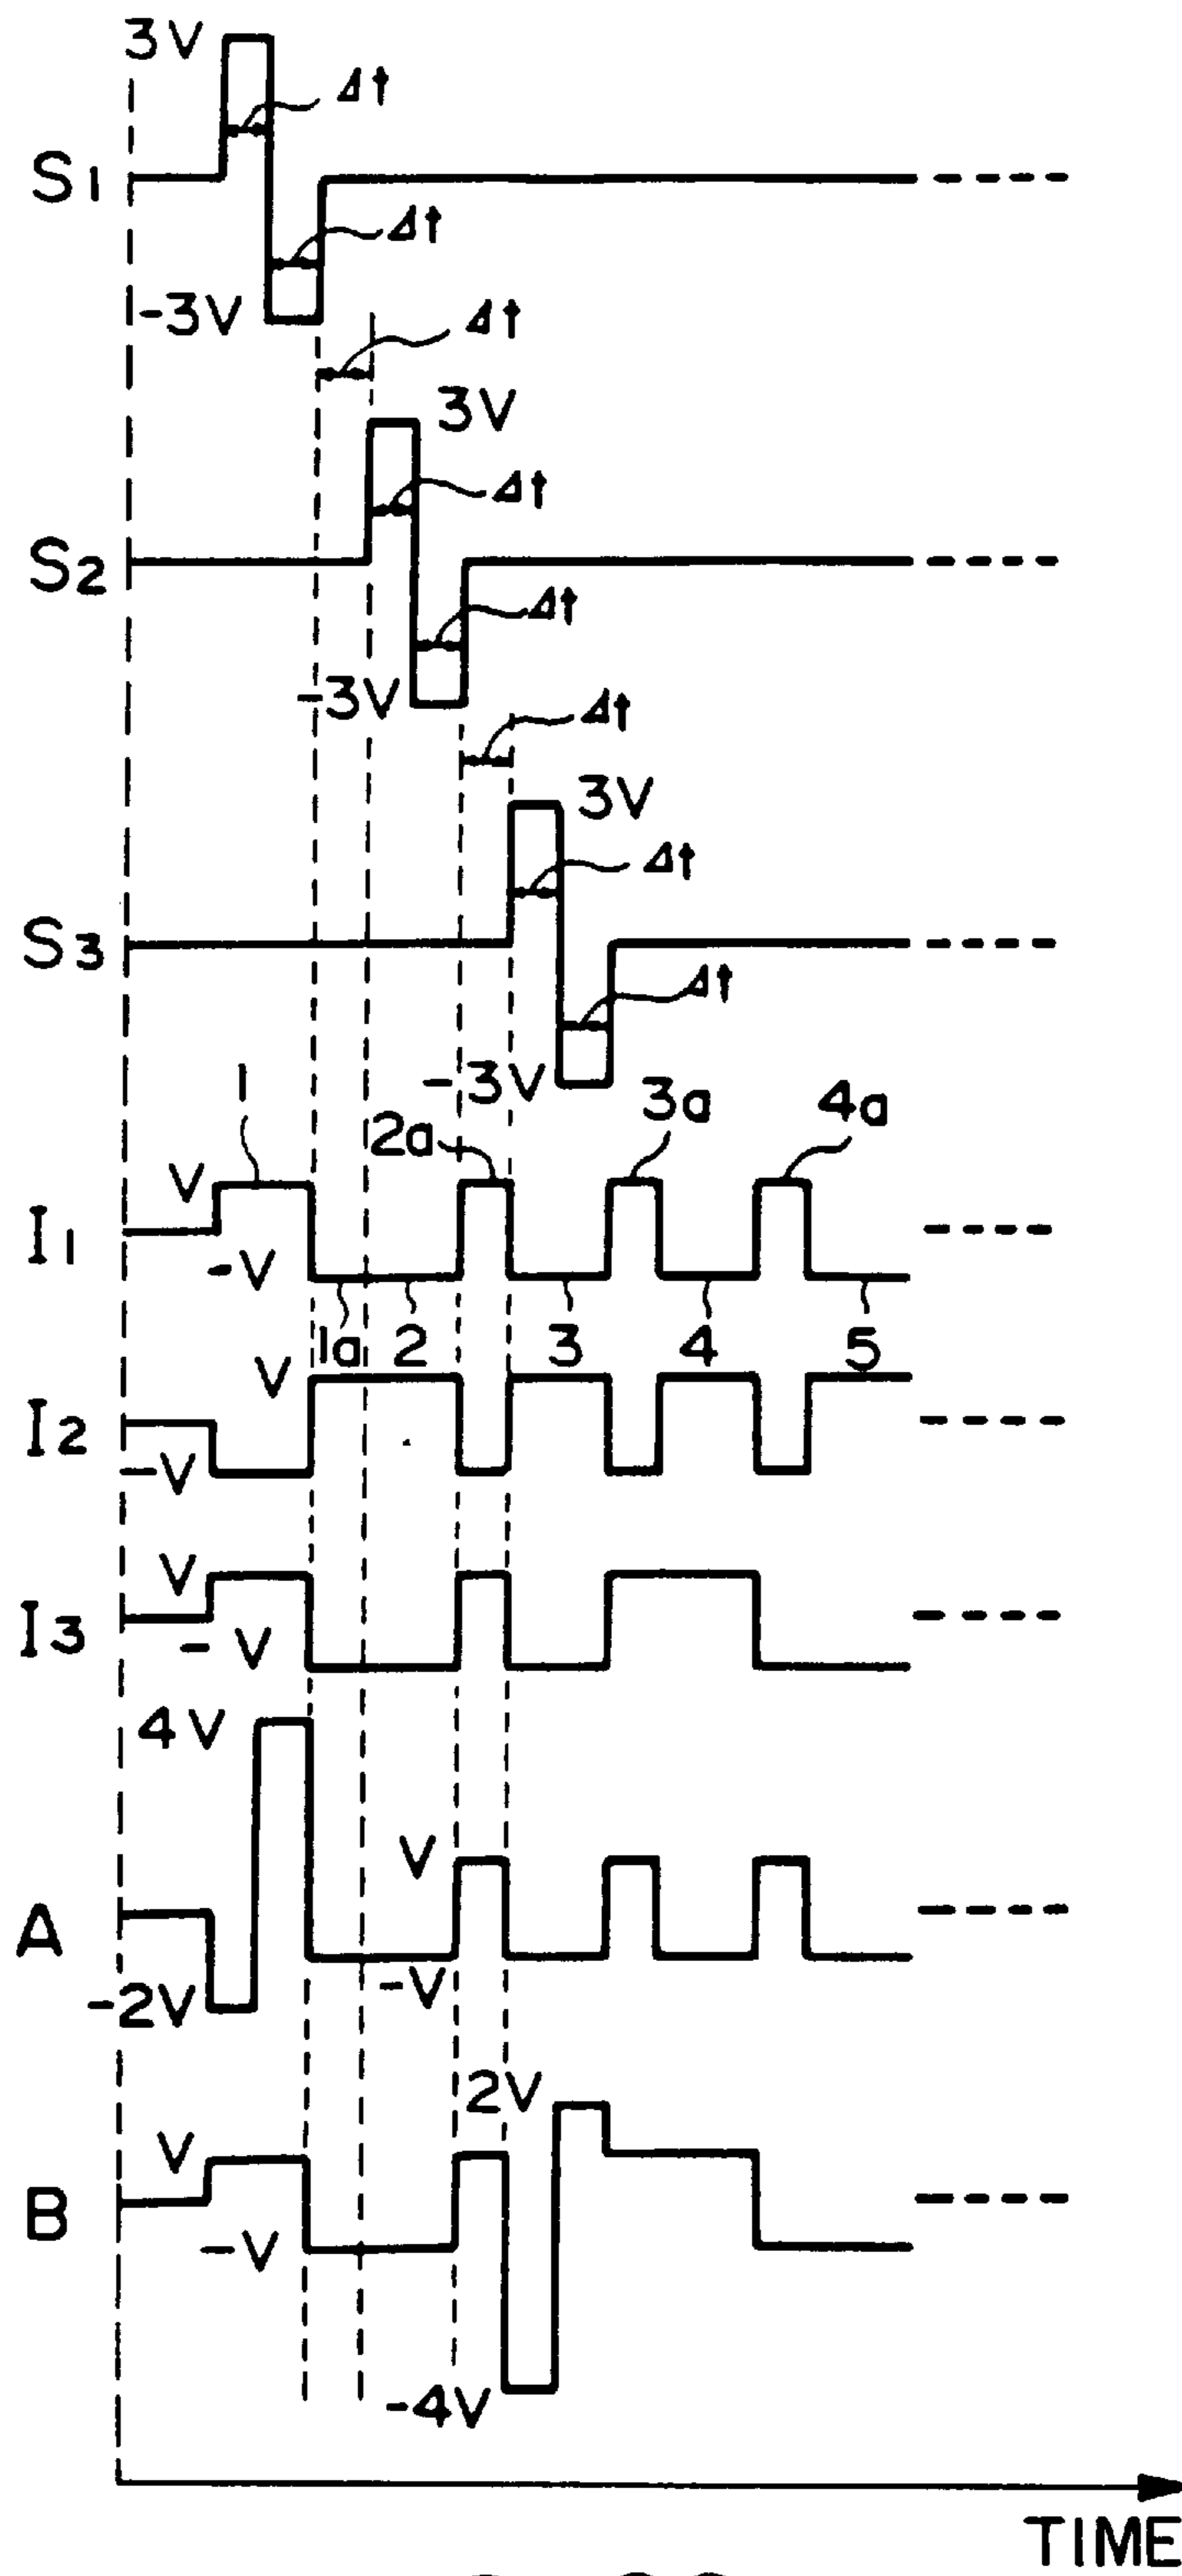 3V
Δt
S1
Δt
-3V
Δt
3V
Δt
S2
Δt
-3V
Δt
3V
Δt
S3
Δt
-3V
1
2a
3a
4a
V
I1
-V
1a 2 3 4 5
V
I2
-V
V
I3
-V
4V
V
A
-V
-2V
2V
V
B
-V
-4V
TIME